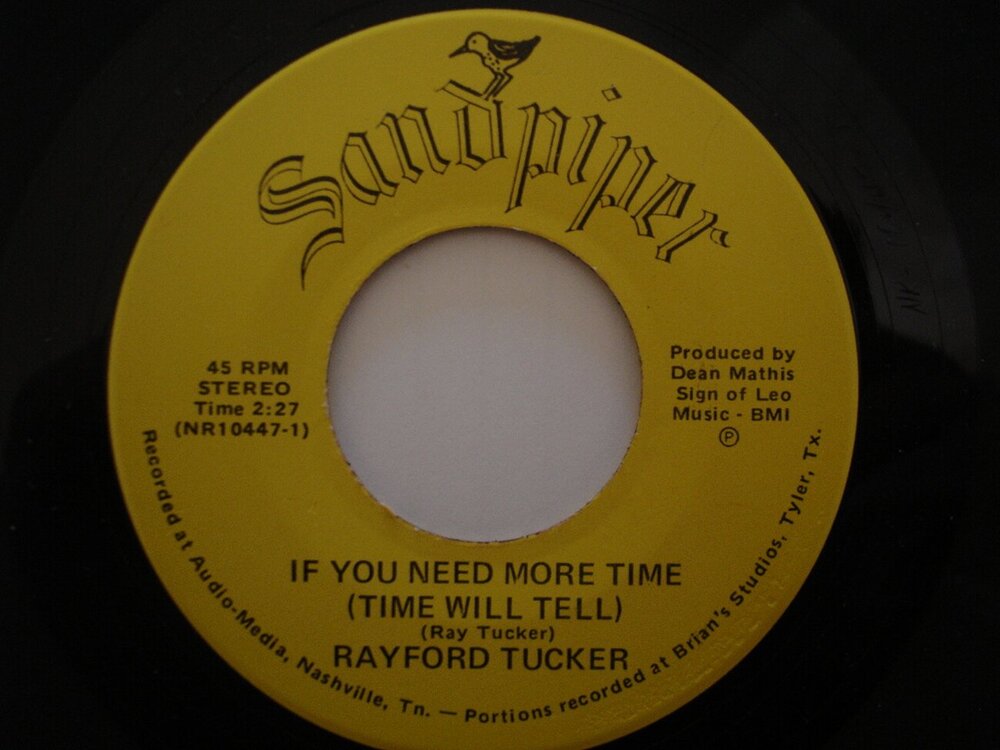 Sandpiper
45 RPM
STEREO
Time 2:27
(NR10447-1)
Produced by
Dean Mathis
Sign of Leo
Music - BMI
Ⓟ
IF YOU NEED MORE TIME
(TIME WILL TELL)
(Ray Tucker)
RAYFORD TUCKER
Recorded at Audio-Media, Nashville, Tn. — Portions recorded at Brian's Studios, Tyler, Tx.